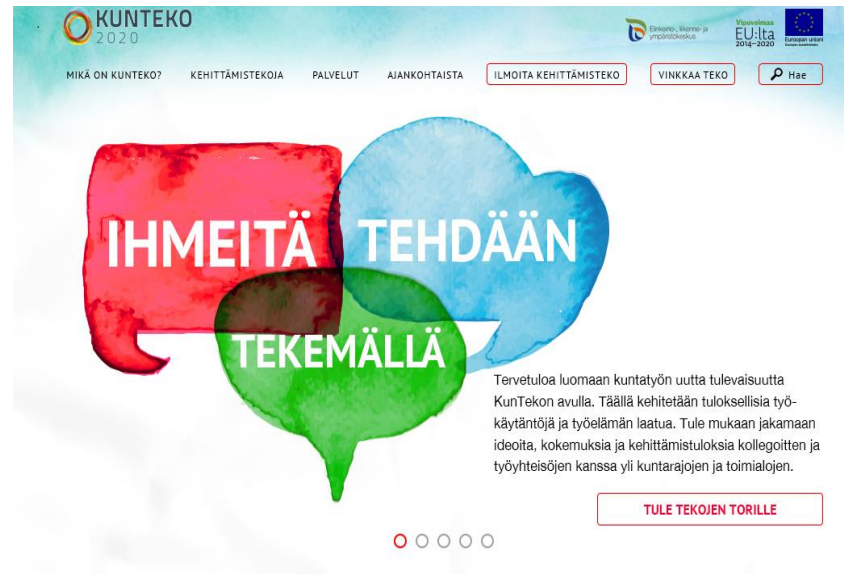 KUNTEKO
2020
Elinkeino-, liikenne- ja
ympäristökeskus
Vipuvoimaa
EU:lta
2014–2020
Euroopan unioni
MIKÄ ON KUNTEKO?
KEHITTÄMISTEKOJA
PALVELUT
AJANKOHTAISTA
ILMOITA KEHITTÄMISTEKO
VINKKAA TEKO
Hae
IHMEITÄ TEHDÄÄN
TEKEMÄLLÄ
Tervetuloa luomaan kuntatyön uutta tulevaisuutta
KunTekon avulla. Täällä kehitetään tuloksellisia työ-
käytäntöjä ja työelämän laatua. Tule mukaan jakamaan
ideoita, kokemuksia ja kehittämistuloksia kollegoitten ja
työyhteisöjen kanssa yli kuntarajojen ja toimialojen.
TULE TEKOJEN TORILLE